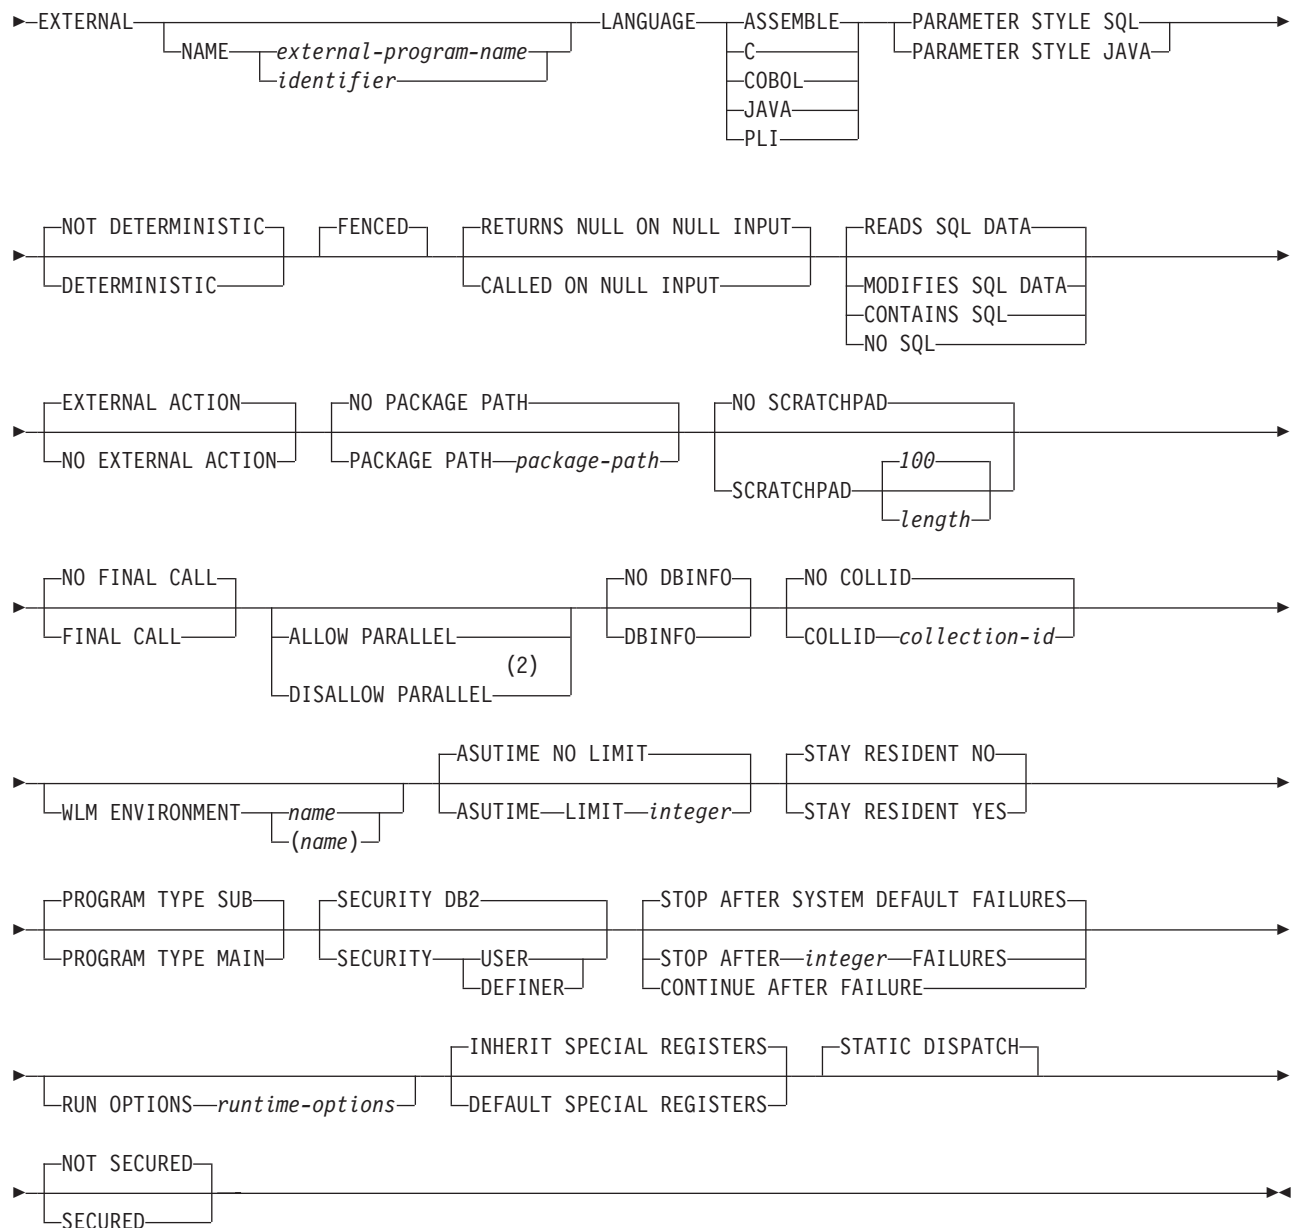 EXTERNAL LANGUAGE ASSEMBLE PARAMETER STYLE SQL
NAME external-program-name C PARAMETER STYLE JAVA
identifier COBOL
JAVA
PLI
NOT DETERMINISTIC FENCED RETURNS NULL ON NULL INPUT READS SQL DATA
DETERMINISTIC CALLED ON NULL INPUT MODIFIES SQL DATA
CONTAINS SQL
NO SQL
EXTERNAL ACTION NO PACKAGE PATH NO SCRATCHPAD
NO EXTERNAL ACTION PACKAGE PATH package-path 100
SCRATCHPAD
length
NO FINAL CALL NO DBINFO NO COLLID
FINAL CALL ALLOW PARALLEL DBINFO COLLID collection-id
(2)
DISALLOW PARALLEL
ASUTIME NO LIMIT STAY RESIDENT NO
WLM ENVIRONMENT name ASUTIME LIMIT integer STAY RESIDENT YES
(name)
PROGRAM TYPE SUB SECURITY DB2 STOP AFTER SYSTEM DEFAULT FAILURES
PROGRAM TYPE MAIN SECURITY USER STOP AFTER integer FAILURES
DEFINER CONTINUE AFTER FAILURE
INHERIT SPECIAL REGISTERS STATIC DISPATCH
RUN OPTIONS runtime-options DEFAULT SPECIAL REGISTERS
NOT SECURED
SECURED